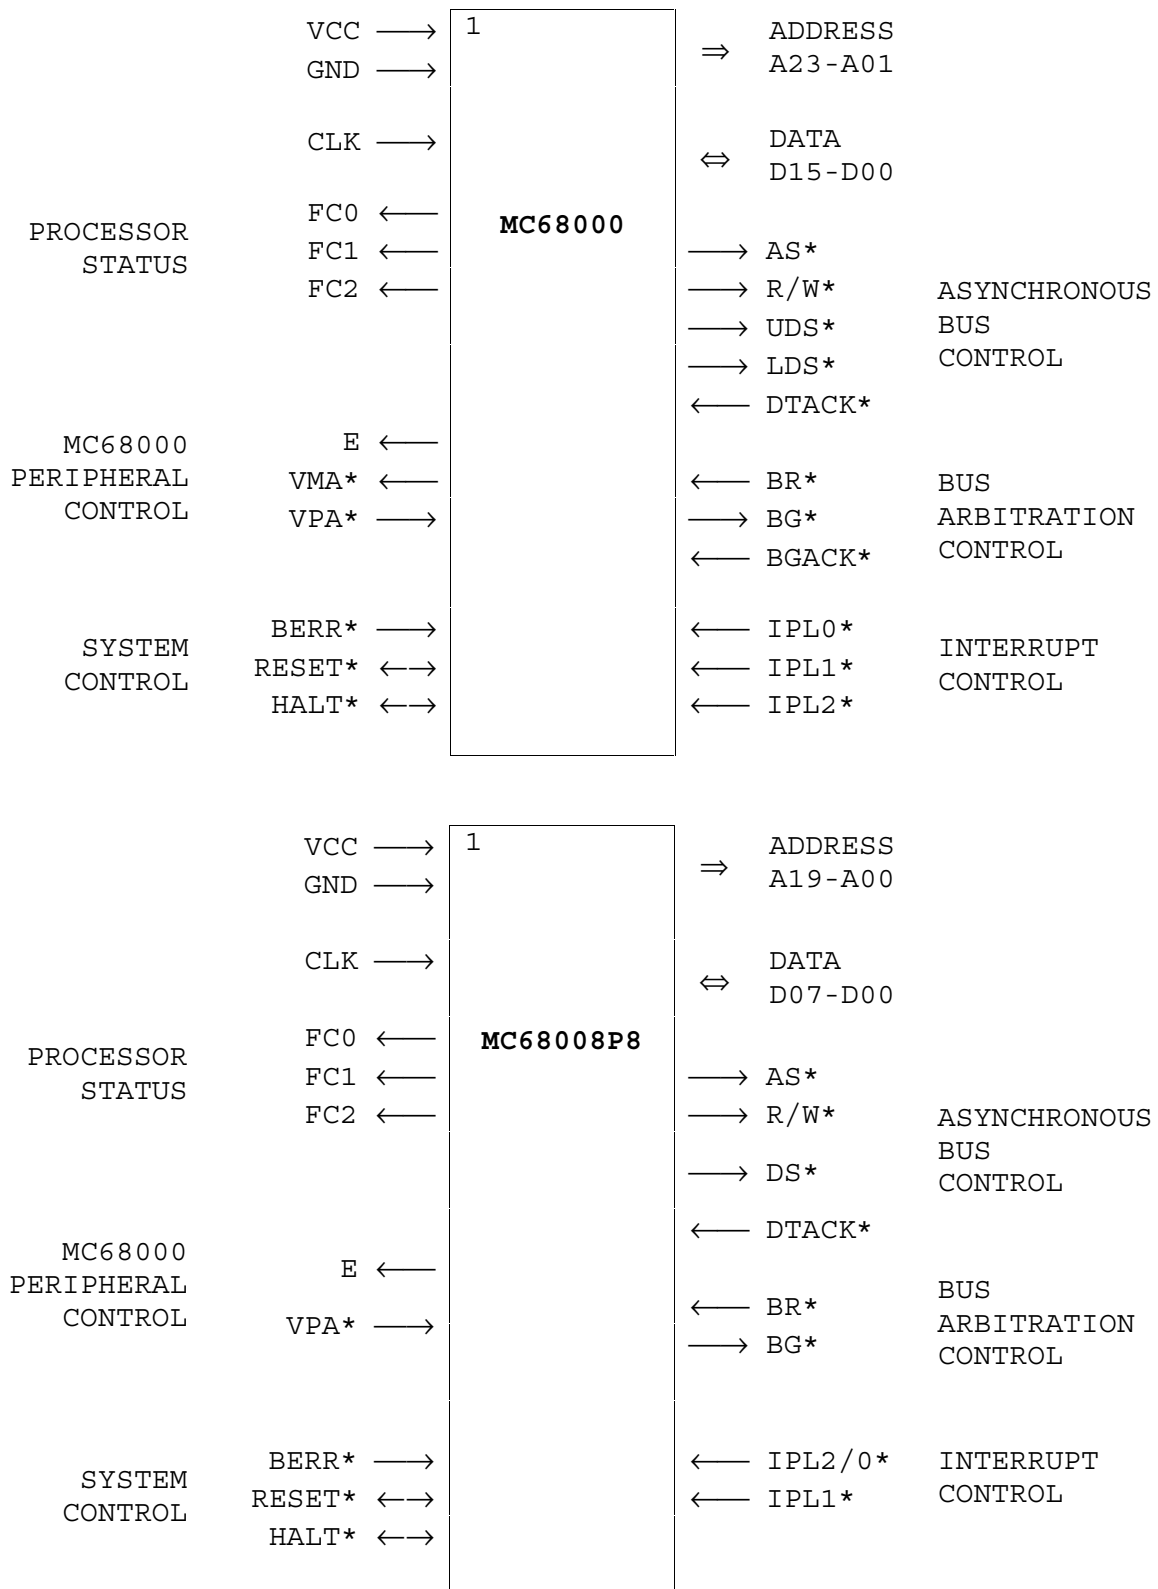 VCC ⟶ 1 ADDRESS
GND ⟶ ⇒ A23-A01
CLK ⟶ DATA
⇔ D15-D00
FC0 ⟵ MC68000
PROCESSOR FC1 ⟵ ⟶ AS*
STATUS FC2 ⟵ ⟶ R/W* ASYNCHRONOUS
⟶ UDS* BUS
⟶ LDS* CONTROL
⟵ DTACK*
MC68000 E ⟵
PERIPHERAL VMA* ⟵ ⟵ BR* BUS
CONTROL VPA* ⟶ ⟶ BG* ARBITRATION
⟵ BGACK* CONTROL
BERR* ⟶ ⟵ IPL0*
SYSTEM RESET* ←→ ⟵ IPL1* INTERRUPT
CONTROL HALT* ←→ ⟵ IPL2* CONTROL
VCC ⟶ 1 ADDRESS
GND ⟶ ⇒ A19-A00
CLK ⟶ DATA
⇔ D07-D00
FC0 ⟵ MC68008P8
PROCESSOR FC1 ⟵ ⟶ AS*
STATUS FC2 ⟵ ⟶ R/W* ASYNCHRONOUS
BUS
⟶ DS* CONTROL
⟵ DTACK*
MC68000 E ⟵
PERIPHERAL BUS
CONTROL VPA* ⟶ ⟵ BR* ARBITRATION
⟶ BG* CONTROL
BERR* ⟶ ⟵ IPL2/0* INTERRUPT
SYSTEM RESET* ←→ ⟵ IPL1* CONTROL
CONTROL HALT* ←→